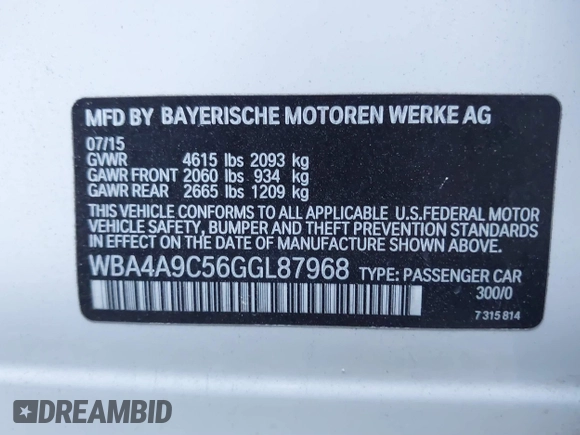 MFD BY BAYERISCHE MOTOREN WERKE AG
07/15
GVWR 4615 lbs 2093 kg
GAWR FRONT 2060 lbs 934 kg
GAWR REAR 2665 lbs 1209 kg
THIS VEHICLE CONFORMS TO ALL APPLICABLE U.S.FEDERAL MOTOR
VEHICLE SAFETY, BUMPER AND THEFT PREVENTION STANDARDS
IN EFFECT ON THE DATE OF MANUFACTURE SHOWN ABOVE.
WBA4A9C56GGL87968 TYPE: PASSENGER CAR
300/0
7 315 814
DREAMBID